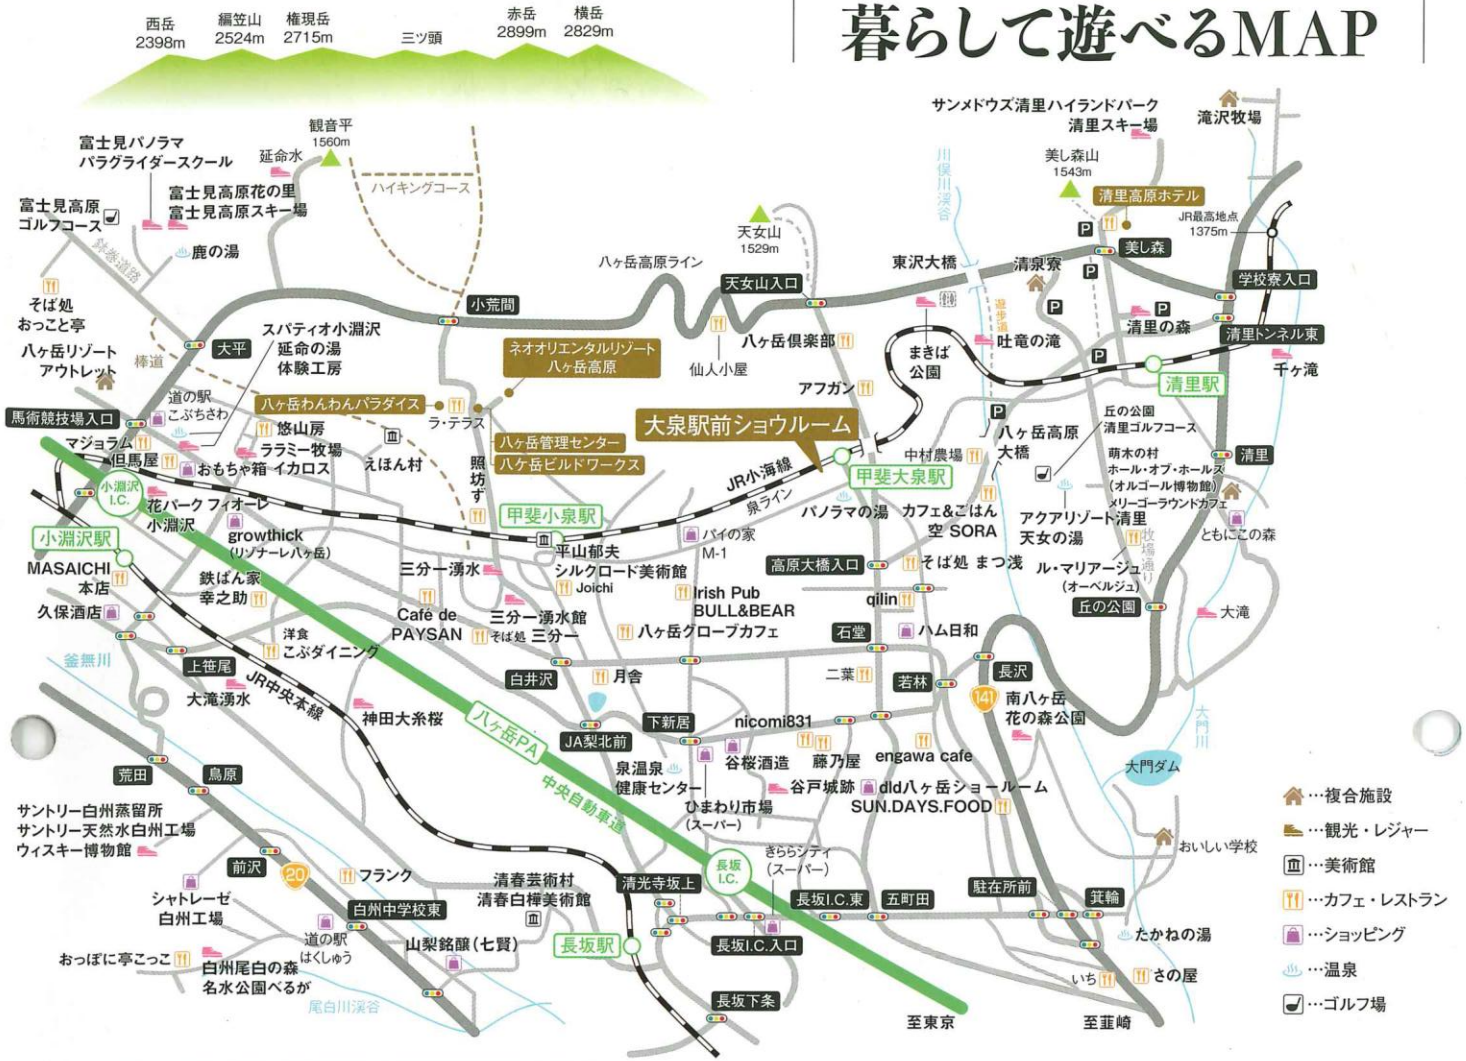 暮らして遊べるMAP
西岳
2398m
編笠山
2524m
権現岳
2715m
三ツ頭
赤岳
2899m
横岳
2829m
富士見パノラマ
パラグライダースクール
延命水
観音平
1560m
ハイキングコース
富士見高原花の里
富士見高原スキー場
富士見高原
ゴルフコース
鹿の湯
鉢巻道路
そば処
おっこと亭
八ヶ岳リゾート
アウトレット
棒道
大平
スパティオ小淵沢
延命の湯
体験工房
小荒間
八ヶ岳高原ライン
天女山
1529m
天女山入口
仙人小屋
八ヶ岳倶楽部
アフガン
東沢大橋
川俣川渓谷
サンメドウズ清里ハイランドパーク
清里スキー場
美し森山
1543m
清里高原ホテル
P
滝沢牧場
JR最高地点
1375m
美し森
清泉寮
P
学校寮入口
遊歩道
吐竜の滝
まきば
公園
P
清里の森
P
清里トンネル東
千ヶ滝
清里駅
P
丘の公園
清里ゴルフコース
八ヶ岳高原
大橋
清里
萌木の村
ホール・オブ・ホールズ
(オルゴール博物館)
メリーゴーラウンドカフェ
ともにこの森
アクアリゾート清里
天女の湯
牧場通り
ル・マリアージュ
(オーベルジュ)
丘の公園
大滝
馬術競技場入口
道の駅
こぶちさわ
マジョラム
但馬屋
おもちゃ箱 イカロス
悠山房
ララミー牧場
えほん村
八ヶ岳わんわんパラダイス
ラ・テラス
ネオオリエンタルリゾート
八ヶ岳高原
八ヶ岳管理センター
八ヶ岳ビルドワークス
照坊ず
大泉駅前ショウルーム
JR小海線
泉ライン
甲斐大泉駅
パノラマの湯
中村農場
カフェ&ごはん
空 SORA
小淵沢
I.C.
花パーク フィオーレ
小淵沢
小淵沢駅
growthick
(リゾナーレ八ヶ岳)
甲斐小泉駅
平山郁夫
シルクロード美術館
Joichi
パイの家
M-1
高原大橋入口
そば処 まつ浅
MASAICHI
本店
鉄ぱん家
幸之助
三分一湧水
三分一湧水館
そば処 三分一
Café de
PAYSAN
Irish Pub
BULL&BEAR
八ヶ岳グローブカフェ
qilin
石堂
ハム日和
久保酒店
洋食
こぶダイニング
釜無川
上笹尾
大滝湧水
JR中央本線
神田大糸桜
白井沢
月舎
二葉
若林
長沢
141
南八ヶ岳
花の森公園
大門川
大門ダム
八ヶ岳PA
中央自動車道
JA梨北前
下新居
nicomi831
谷桜酒造
藤乃屋
engawa cafe
泉温泉
健康センター
ひまわり市場
(スーパー)
谷戸城跡
dld八ヶ岳ショールーム
SUN.DAYS.FOOD
荒田
鳥原
サントリー白州蒸留所
サントリー天然水白州工場
ウィスキー博物館
前沢
20
フランク
シャトレーゼ
白州工場
白州中学校東
道の駅
はくしゅう
おっぽに亭こっこ
白州尾白の森
名水公園べるが
尾白川渓谷
山梨銘醸(七賢)
清春芸術村
清春白樺美術館
長坂駅
清光寺坂上
長坂
I.C.
きららシティ
(スーパー)
長坂I.C.東
五町田
長坂I.C.入口
長坂下条
駐在所前
箕輪
おいしい学校
たかねの湯
いち
さの屋
至東京
至韮崎
…複合施設
…観光・レジャー
…美術館
…カフェ・レストラン
…ショッピング
…温泉
…ゴルフ場